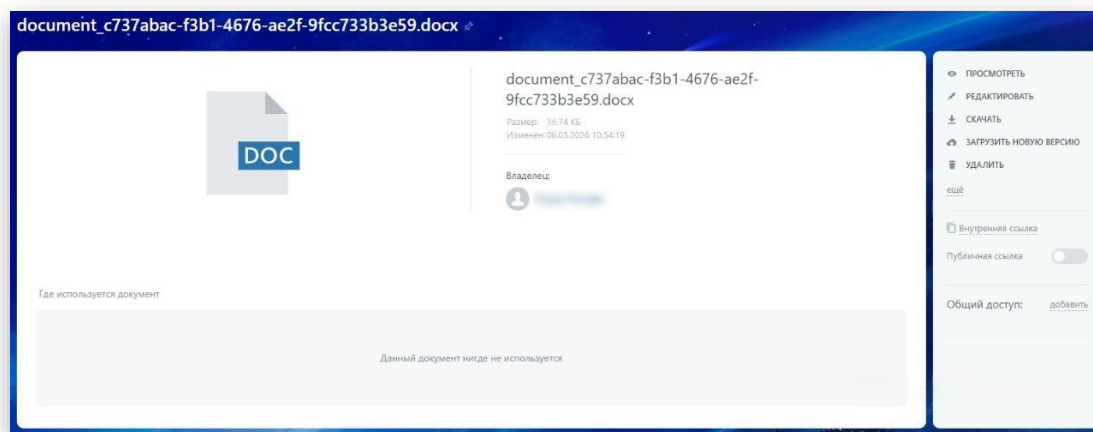 document_c737abac-f3b1-4676-ae2f-9fcc733b3e59.docx
DOC
document_c737abac-f3b1-4676-ae2f-
9fcc733b3e59.docx
Размер: 36.74 КБ
Изменен: 06.05.2026 10:54:19
Владелец:
Где используется документ
Данный документ нигде не используется
ПРОСМОТРЕТЬ
РЕДАКТИРОВАТЬ
СКАЧАТЬ
ЗАГРУЗИТЬ НОВУЮ ВЕРСИЮ
УДАЛИТЬ
ещё
Внутренняя ссылка
Публичная ссылка
Общий доступ: добавить